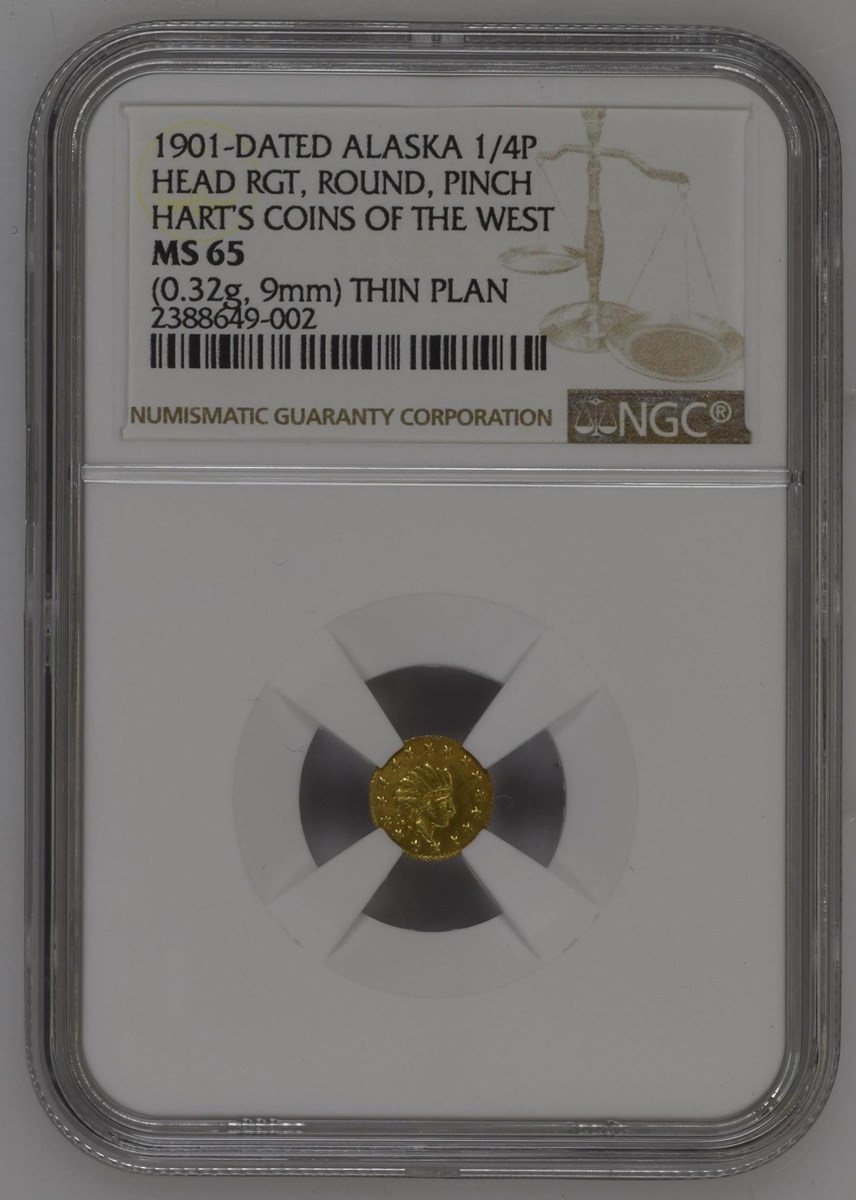 1901-DATED ALASKA 1/4P
HEAD RGT, ROUND, PINCH
HART'S COINS OF THE WEST
MS 65
(0.32g, 9mm) THIN PLAN
2388649-002
NUMISMATIC GUARANTY CORPORATION
NGC®